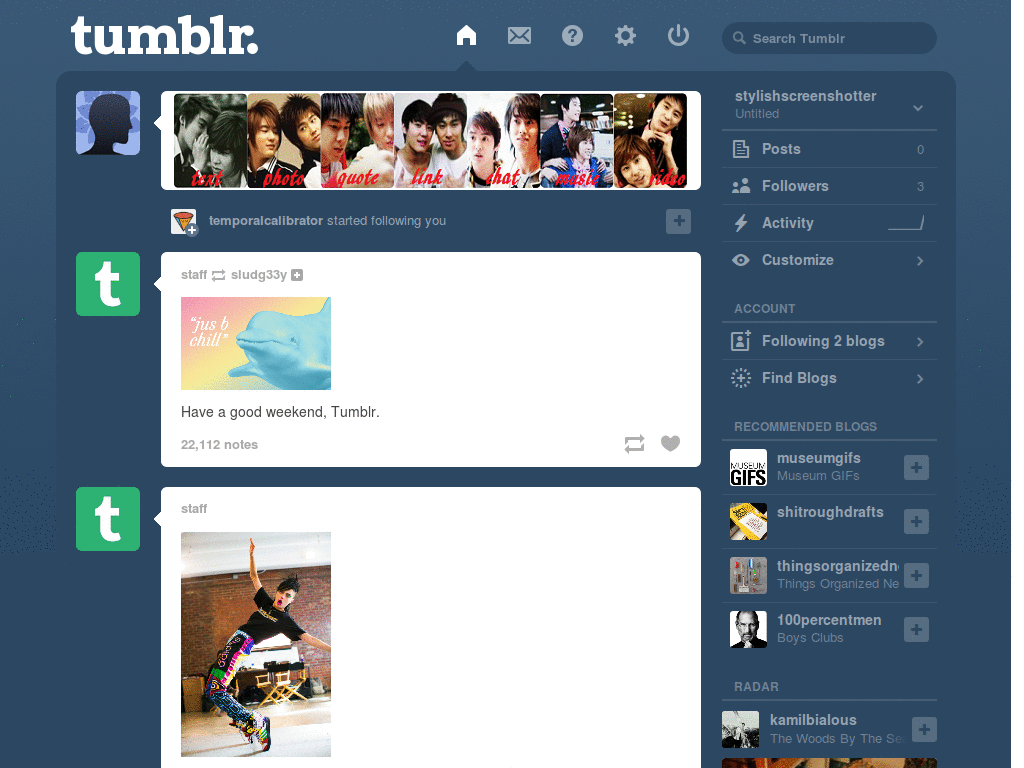 tumblr.
Search Tumblr
text photo quote link chat music video
temporalcalibrator started following you
t
staff sludg33y
"jus b
chill"
Have a good weekend, Tumblr.
22,112 notes
t
staff
stylishscreenshotter
Untitled
Posts 0
Followers 3
Activity
Customize
ACCOUNT
Following 2 blogs
Find Blogs
RECOMMENDED BLOGS
MUSEUM
GIFS
museumgifs
Museum GIFs
shitroughdrafts
thingsorganizedn
Things Organized Ne
100percentmen
Boys Clubs
RADAR
kamilbialous
The Woods By The Se